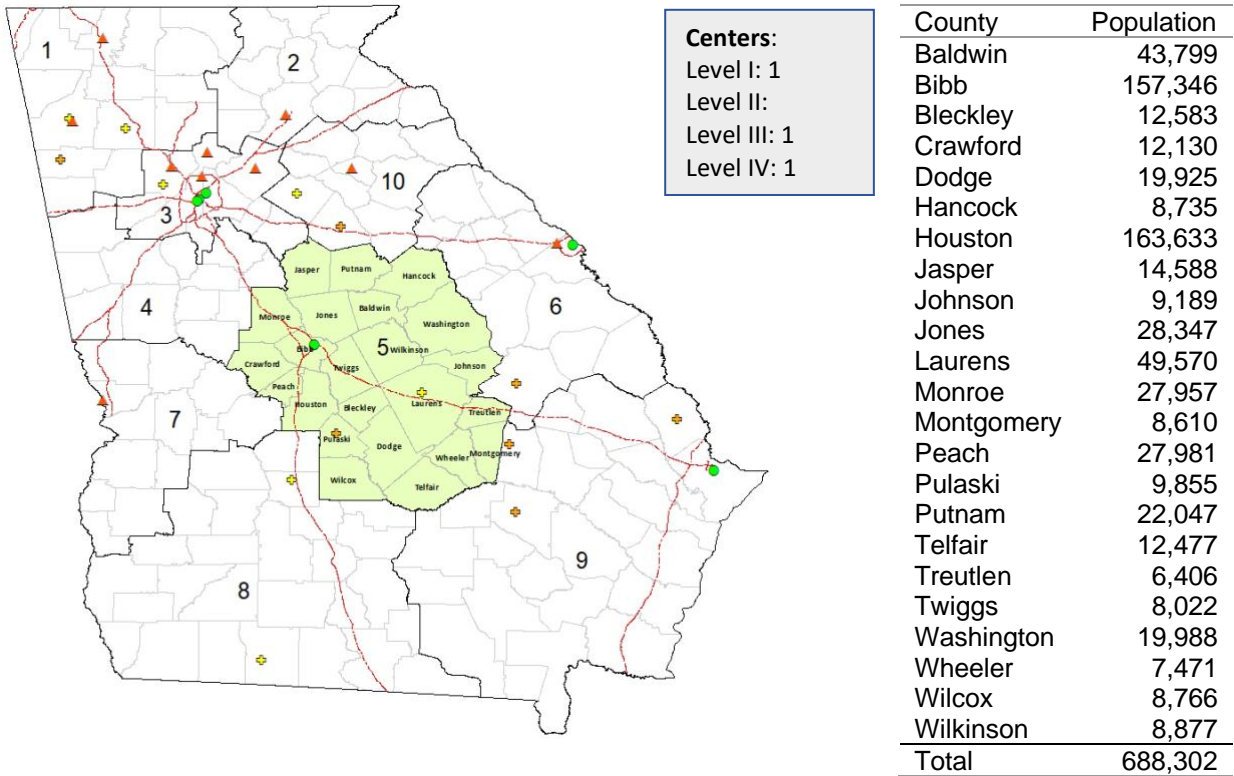 1
2
3
10
4
6
5
7
8
9
Jasper
Putnam
Hancock
Monroe
Jones
Baldwin
Washington
Bibb
Wilkinson
Crawford
Twiggs
Johnson
Peach
Houston
Bleckley
Laurens
Treutlen
Pulaski
Dodge
Wheeler
Montgomery
Wilcox
Telfair
Centers:
Level I: 1
Level II:
Level III: 1
Level IV: 1
County Population
Baldwin 43,799
Bibb 157,346
Bleckley 12,583
Crawford 12,130
Dodge 19,925
Hancock 8,735
Houston 163,633
Jasper 14,588
Johnson 9,189
Jones 28,347
Laurens 49,570
Monroe 27,957
Montgomery 8,610
Peach 27,981
Pulaski 9,855
Putnam 22,047
Telfair 12,477
Treutlen 6,406
Twiggs 8,022
Washington 19,988
Wheeler 7,471
Wilcox 8,766
Wilkinson 8,877
Total 688,302